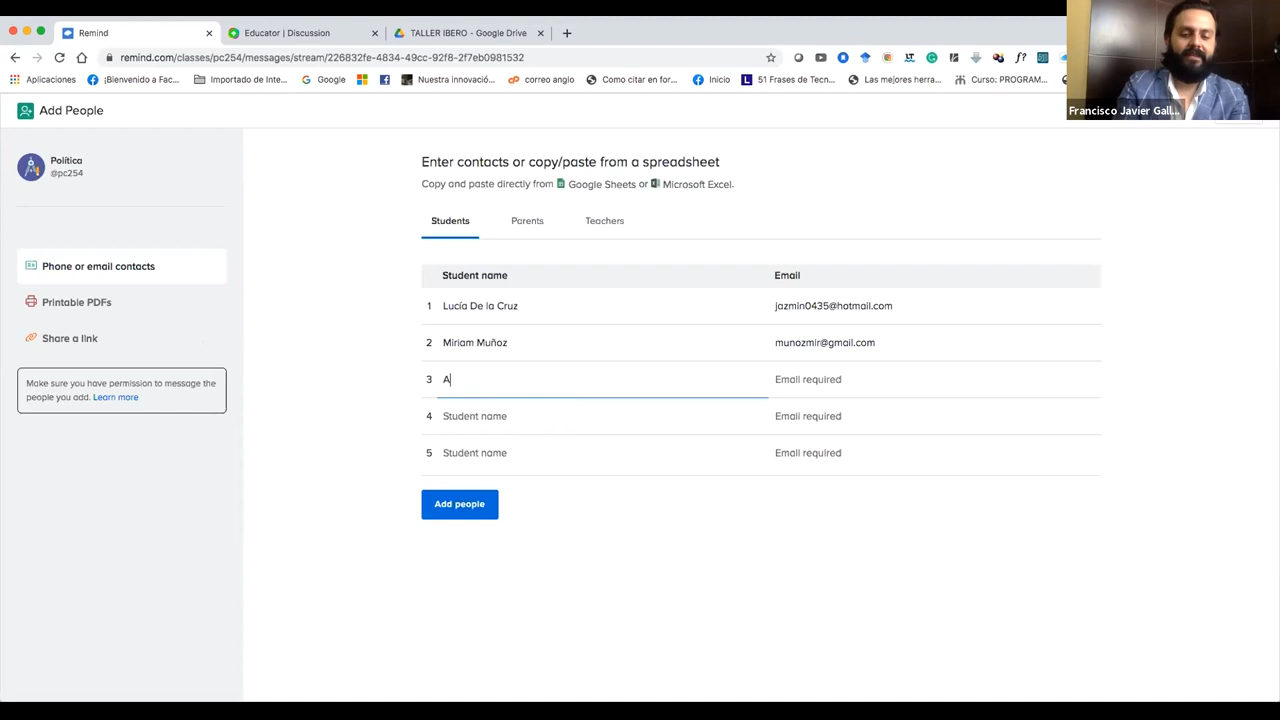 Remind
Educator | Discussion
TALLER IBERO - Google Drive
remind.com/classes/pc254/messages/stream/226832fe-4834-49cc-92f8-2f7eb0981532
Aplicaciones
¡Bienvenido a Fac...
Importado de Inte...
Google
Nuestra innovació...
correo anglo
Como citar en for...
Inicio
51 Frases de Tecn...
Las mejores herra...
Curso: PROGRAM...
Francisco Javier Gall...
Add People
Política
@pc254
Phone or email contacts
Printable PDFs
Share a link
Make sure you have permission to message the
people you add. Learn more
Enter contacts or copy/paste from a spreadsheet
Copy and paste directly from Google Sheets or Microsoft Excel.
Students Parents Teachers
Student name Email
1 Lucía De la Cruz jazmin0435@hotmail.com
2 Miriam Muñoz munozmir@gmail.com
3 A Email required
4 Student name Email required
5 Student name Email required
Add people